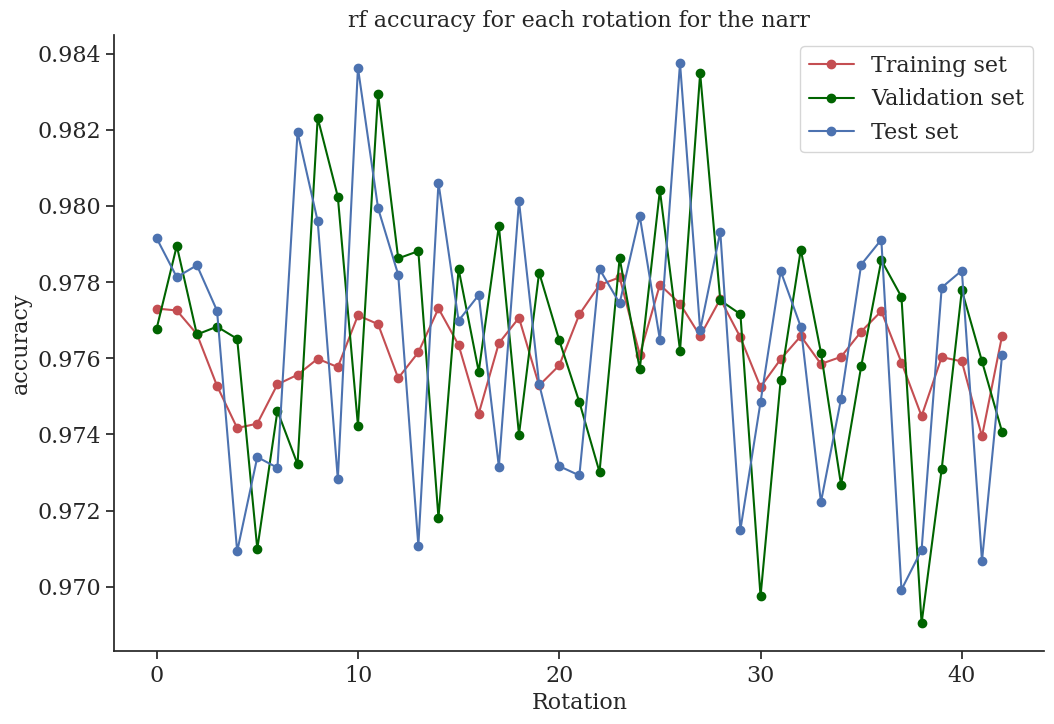 rf accuracy for each rotation for the narr
Training set
Validation set
Test set
accuracy
0.984
0.982
0.980
0.978
0.976
0.974
0.972
0.970
0
10
20
30
40
Rotation